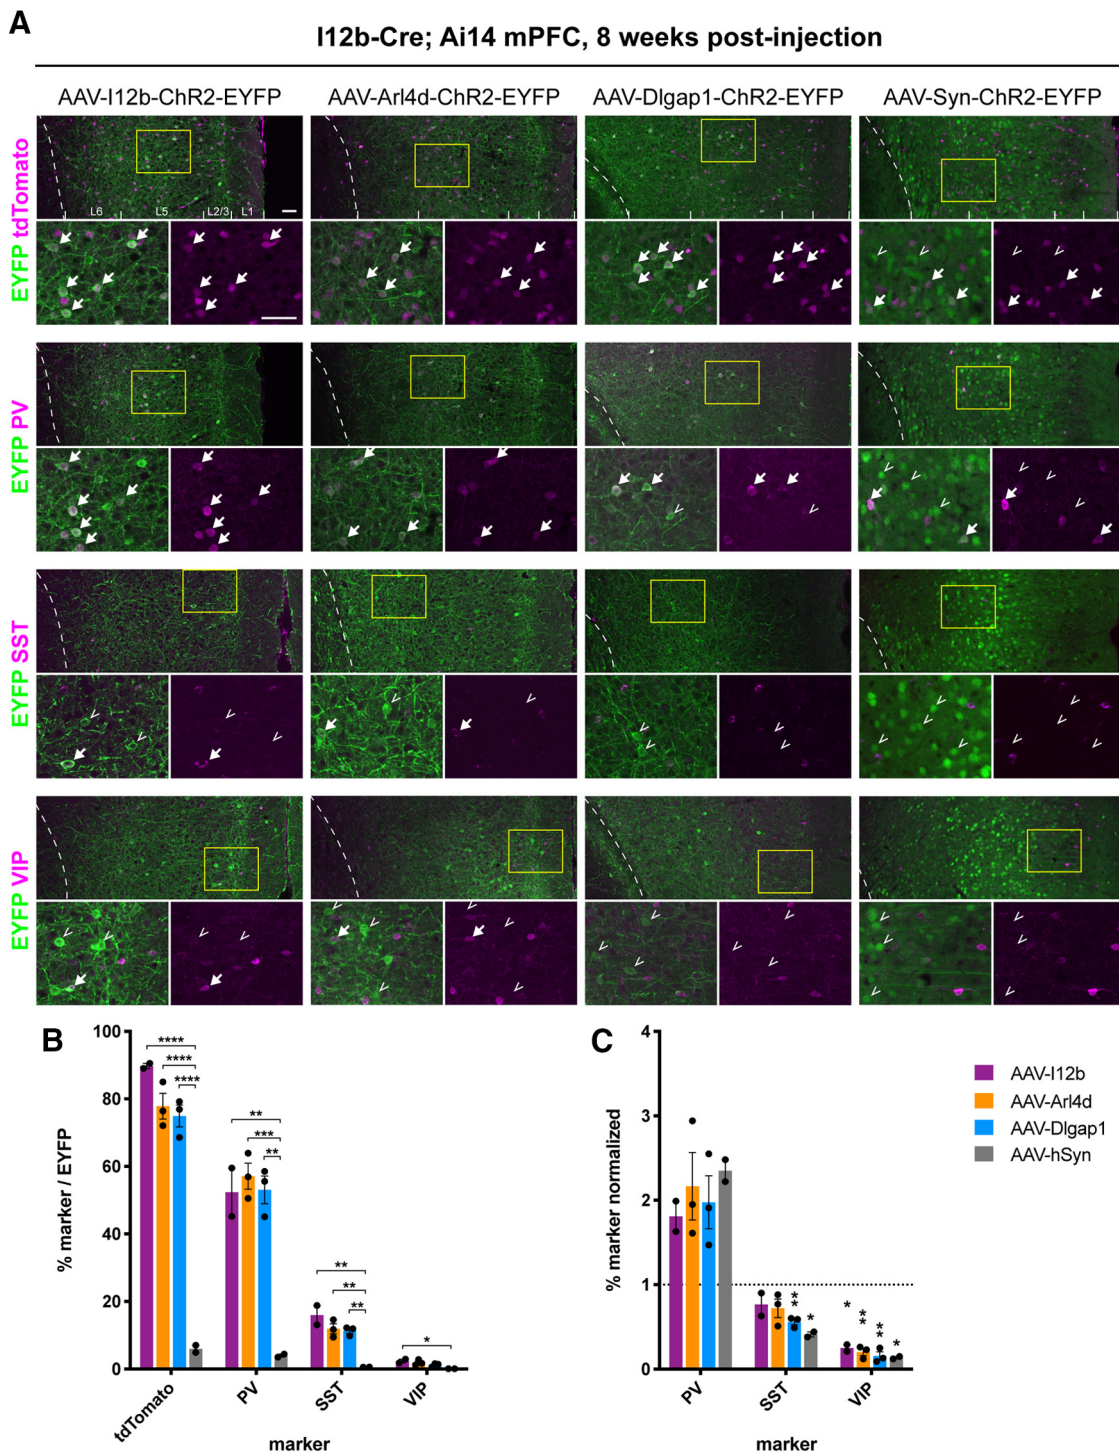 A
I12b-Cre; Ai14 mPFC, 8 weeks post-injection
AAV-I12b-ChR2-EYFP
AAV-Arl4d-ChR2-EYFP
AAV-Dlgap1-ChR2-EYFP
AAV-Syn-ChR2-EYFP
EYFP tdTomato
L6 L5 L2/3 L1
EYFP PV
EYFP SST
EYFP VIP
B
% marker / EYFP
100
80
60
40
20
0
****
****
****
**
***
**
**
**
**
*
tdTomato
PV
SST
VIP
marker
C
% marker normalized
4
3
2
1
0
**
*
*
**
**
*
PV
SST
VIP
marker
AAV-I12b
AAV-Arl4d
AAV-Dlgap1
AAV-hSyn